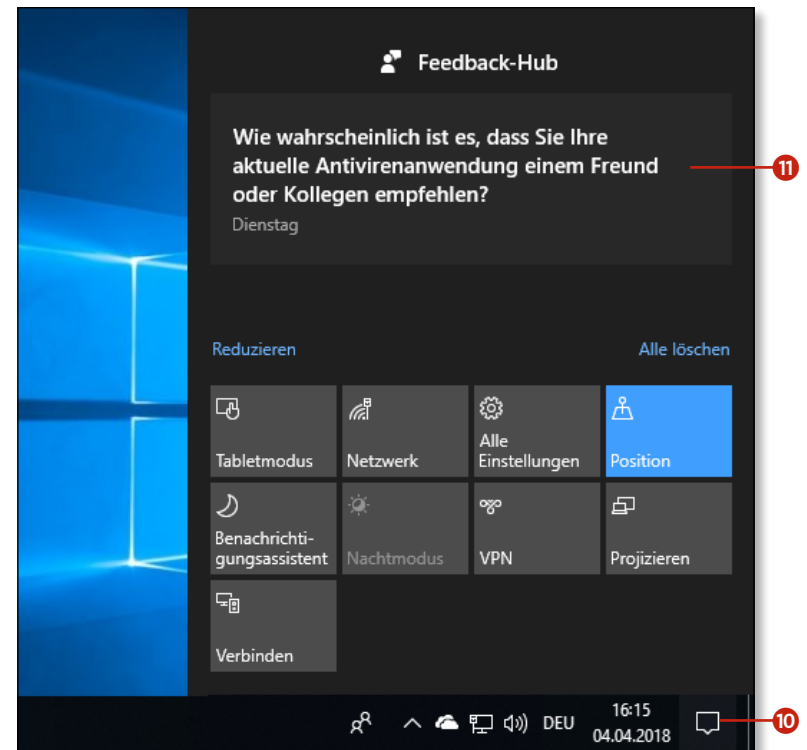 Feedback-Hub
Wie wahrscheinlich ist es, dass Sie Ihre
aktuelle Antivirenanwendung einem Freund
oder Kollegen empfehlen?
Dienstag
11
Reduzieren
Alle löschen
Tabletmodus
Netzwerk
Alle
Einstellungen
Position
Benachrichti-
gungsassistent
Nachtmodus
VPN
Projizieren
Verbinden
DEU
16:15
04.04.2018
10